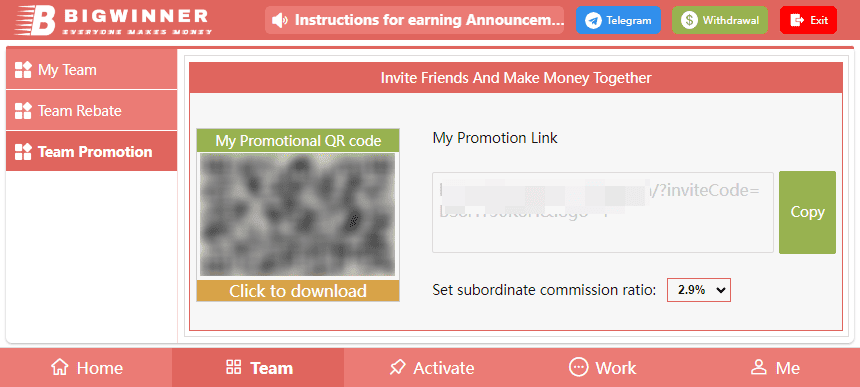 BIGWINNER
EVERYONE MAKES MONEY
Instructions for earning Announcem...
Telegram
Withdrawal
Exit
My Team
Team Rebate
Team Promotion
Invite Friends And Make Money Together
My Promotional QR code
Click to download
My Promotion Link
/?inviteCode=
Copy
Set subordinate commission ratio:
2.9%
Home
Team
Activate
Work
Me